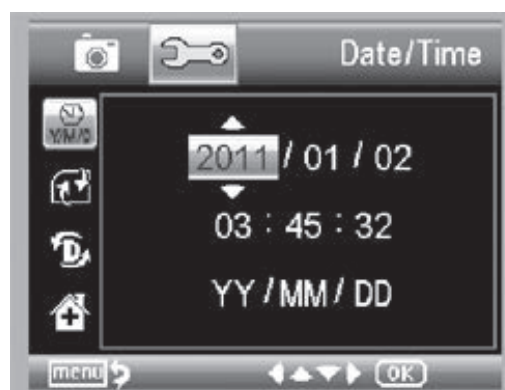 Date/Time
Y/M/D
2011 / 01 / 02
D
03 : 45 : 32
YY / MM / DD
menu OK